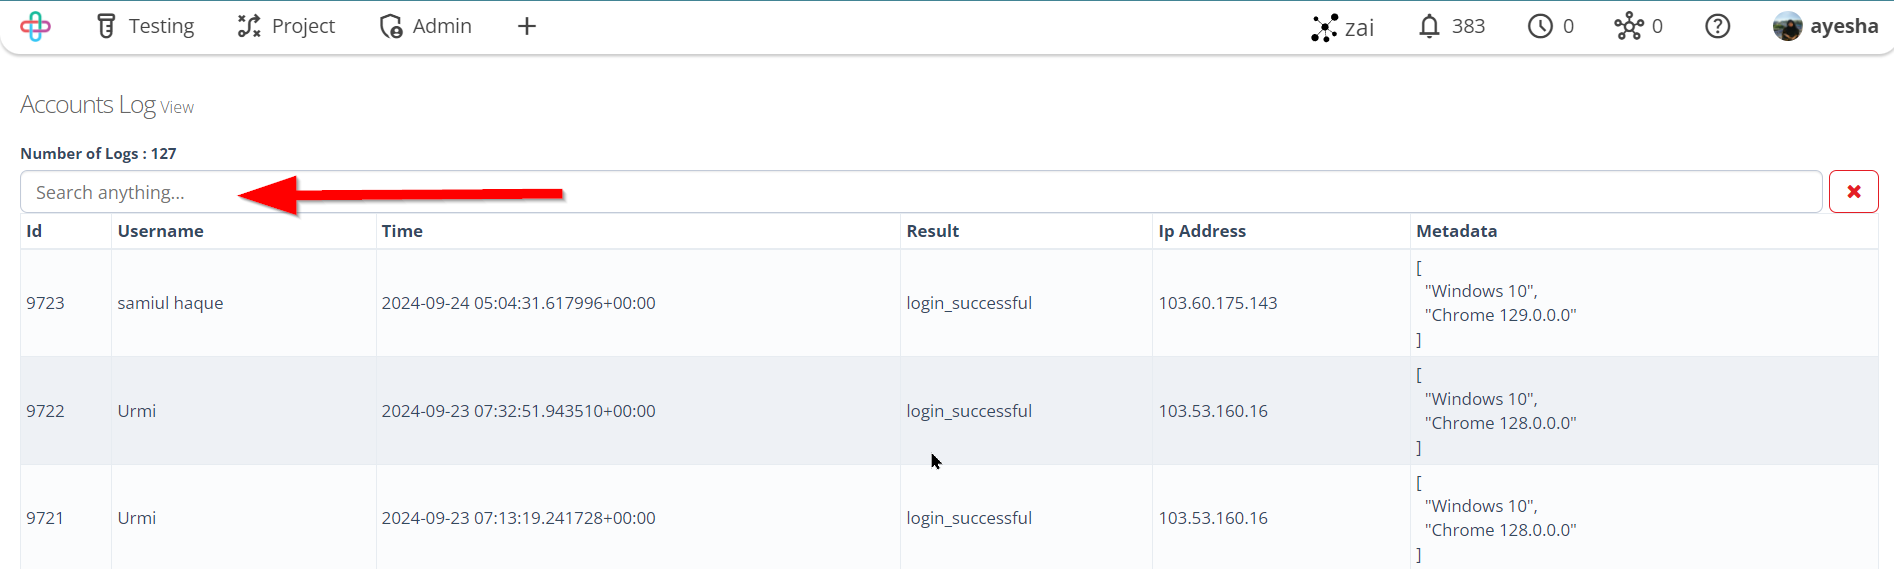 Testing Project Admin + zai 383 0 0 ayesha
Accounts Log View
Number of Logs : 127
Search anything...
Id Username Time Result Ip Address Metadata
9723 samiul haque 2024-09-24 05:04:31.617996+00:00 login_successful 103.60.175.143 [
"Windows 10",
"Chrome 129.0.0.0"
]
9722 Urmi 2024-09-23 07:32:51.943510+00:00 login_successful 103.53.160.16 [
"Windows 10",
"Chrome 128.0.0.0"
]
9721 Urmi 2024-09-23 07:13:19.241728+00:00 login_successful 103.53.160.16 [
"Windows 10",
"Chrome 128.0.0.0"
]